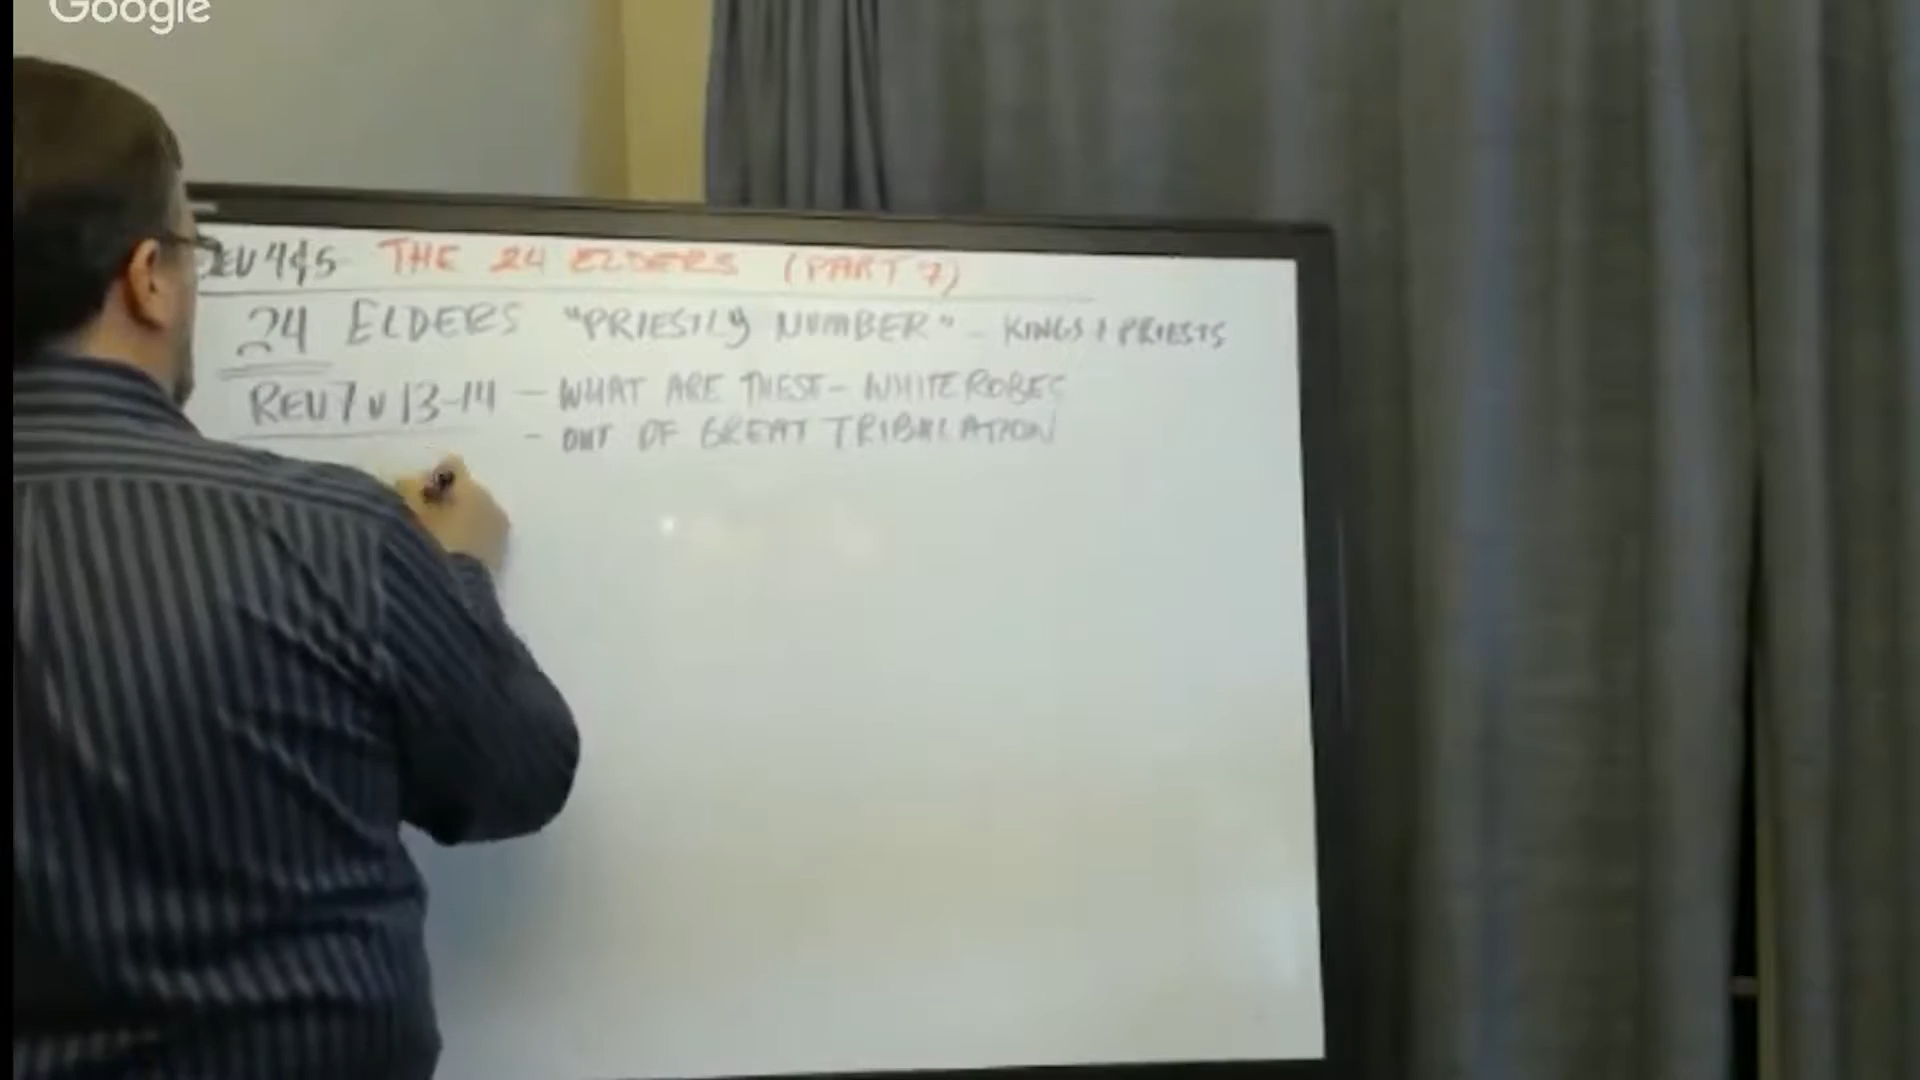 Google
REV 4&5 THE 24 ELDERS (PART 7)
24 ELDERS "PRIESTLY NUMBER" - KINGS & PRIESTS
REV 7 v 13-14 - WHAT ARE THESE - WHITE ROBES
- OUT OF GREAT TRIBULATION